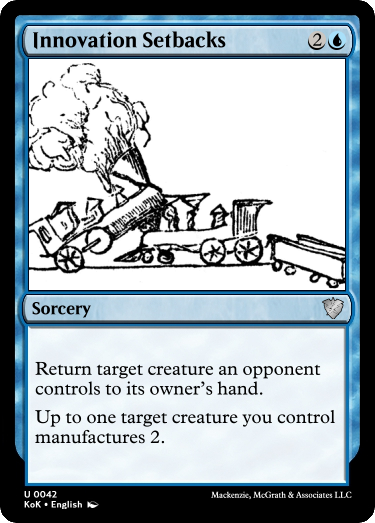 Innovation Setbacks 2
Sorcery
Return target creature an opponent
controls to its owner's hand.
Up to one target creature you control
manufactures 2.
U 0042
KoK • English
Mackenzie, McGrath & Associates LLC